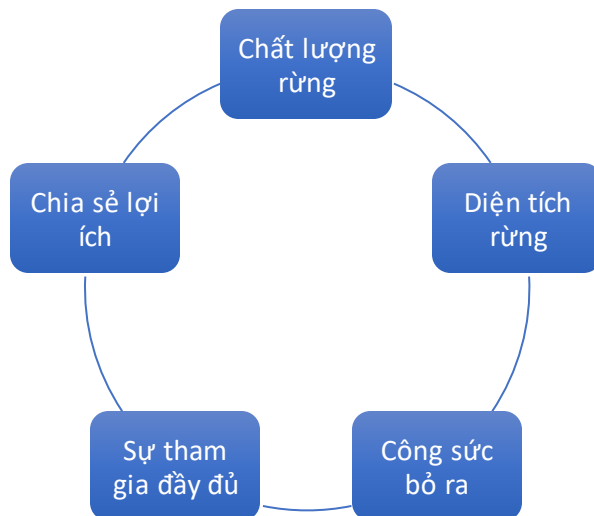 Chất lượng
rừng
Diện tích
rừng
Công sức
bỏ ra
Sự tham
gia đầy đủ
Chia sẻ lợi
ích